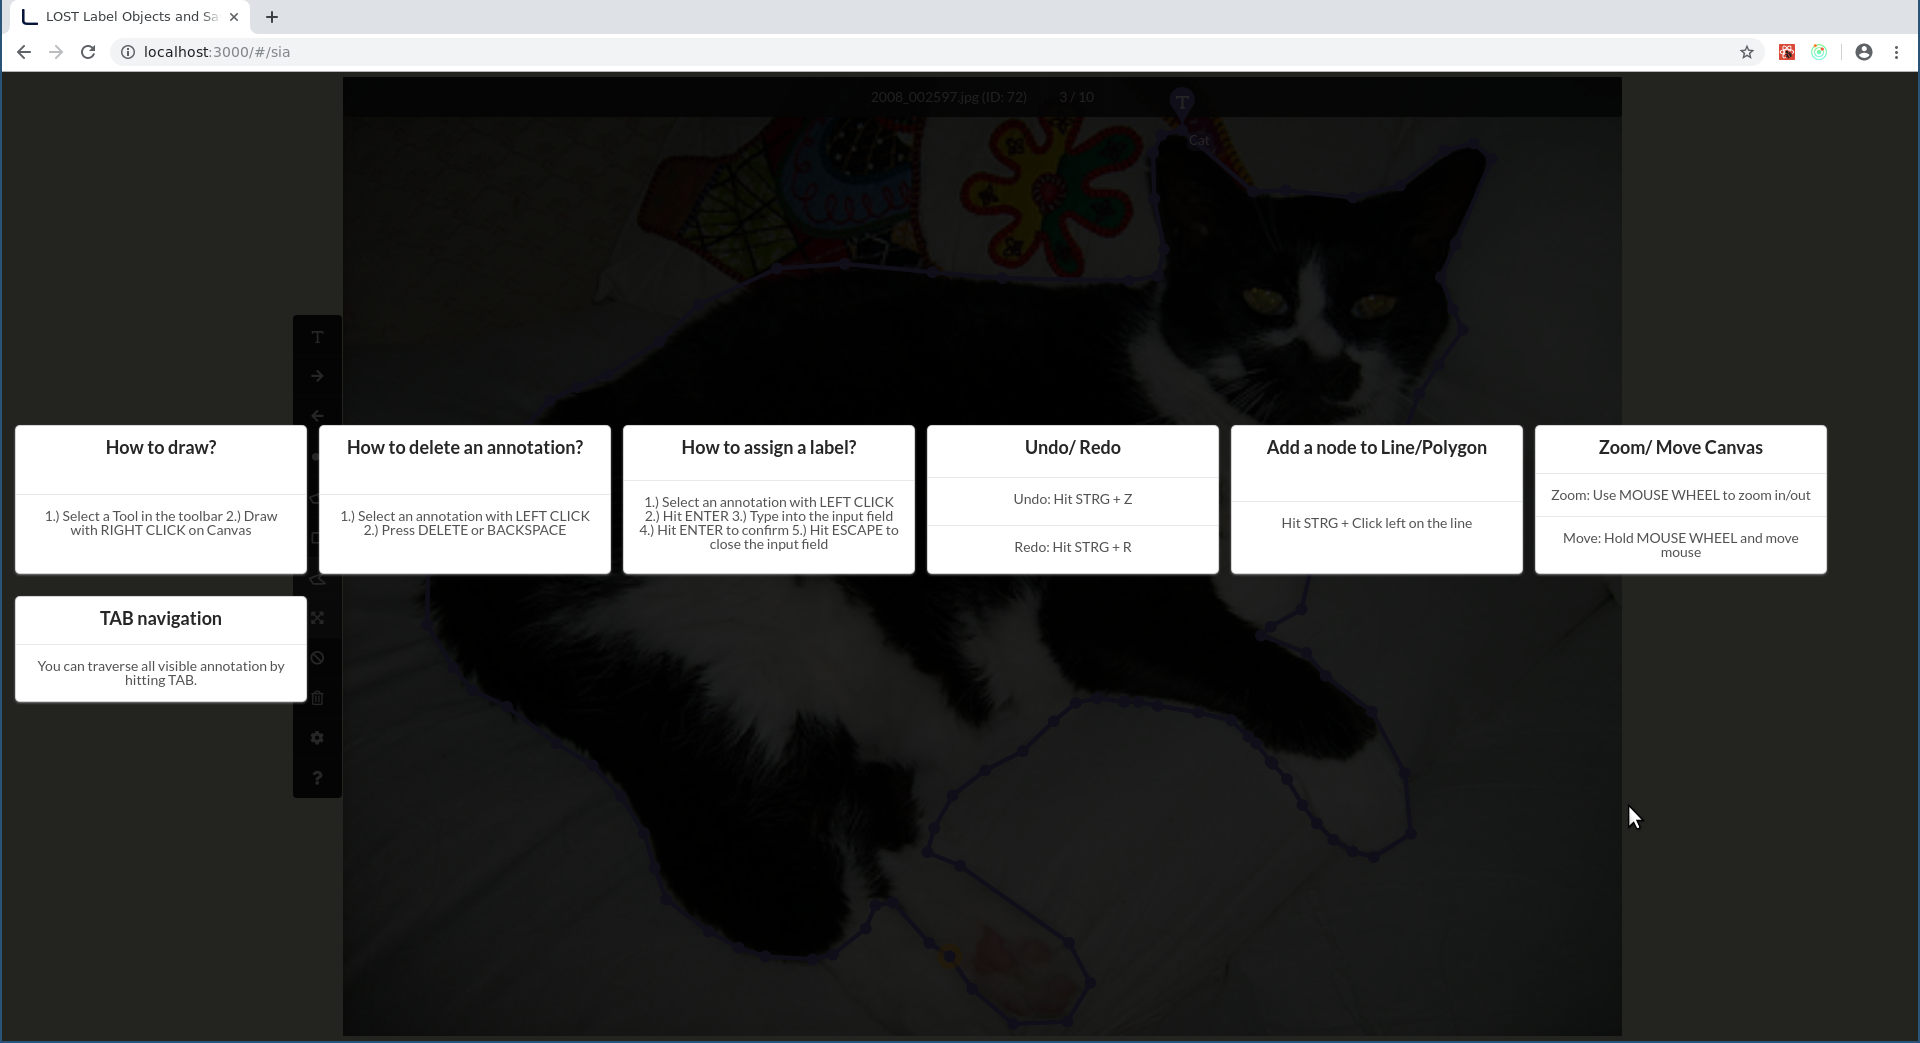 LOST Label Objects and Sa
localhost:3000/#/sia
2008_002597.jpg (ID: 72) 3 / 10
T
Cat
T
How to draw?
1.) Select a Tool in the toolbar 2.) Draw
with RIGHT CLICK on Canvas
How to delete an annotation?
1.) Select an annotation with LEFT CLICK
2.) Press DELETE or BACKSPACE
How to assign a label?
1.) Select an annotation with LEFT CLICK
2.) Hit ENTER 3.) Type into the input field
4.) Hit ENTER to confirm 5.) Hit ESCAPE to
close the input field
Undo/ Redo
Undo: Hit STRG + Z
Redo: Hit STRG + R
Add a node to Line/Polygon
Hit STRG + Click left on the line
Zoom/ Move Canvas
Zoom: Use MOUSE WHEEL to zoom in/out
Move: Hold MOUSE WHEEL and move
mouse
TAB navigation
You can traverse all visible annotation by
hitting TAB.
?